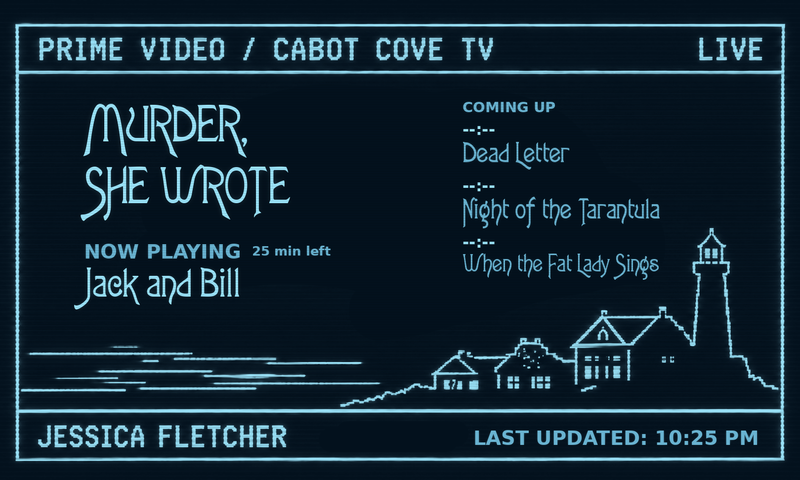 PRIME VIDEO / CABOT COVE TV
LIVE
MURDER,
SHE WROTE
NOW PLAYING 25 min left
Jack and Bill
COMING UP
--:--
Dead Letter
--:--
Night of the Tarantula
--:--
When the Fat Lady Sings
JESSICA FLETCHER
LAST UPDATED: 10:25 PM